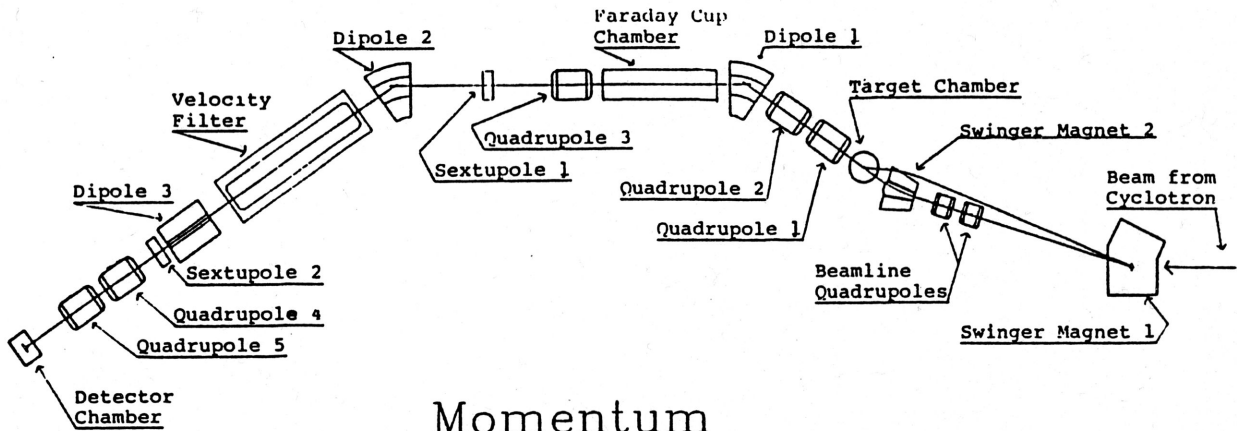 Faraday Cup
Chamber
Dipole 2
Dipole 1
Velocity
Filter
Target Chamber
Swinger Magnet 2
Quadrupole 3
Sextupole 1
Dipole 3
Quadrupole 2
Beam from
Cyclotron
Quadrupole 1
Sextupole 2
Beamline
Quadrupoles
Quadrupole 4
Swinger Magnet 1
Quadrupole 5
Detector
Chamber
Momentum